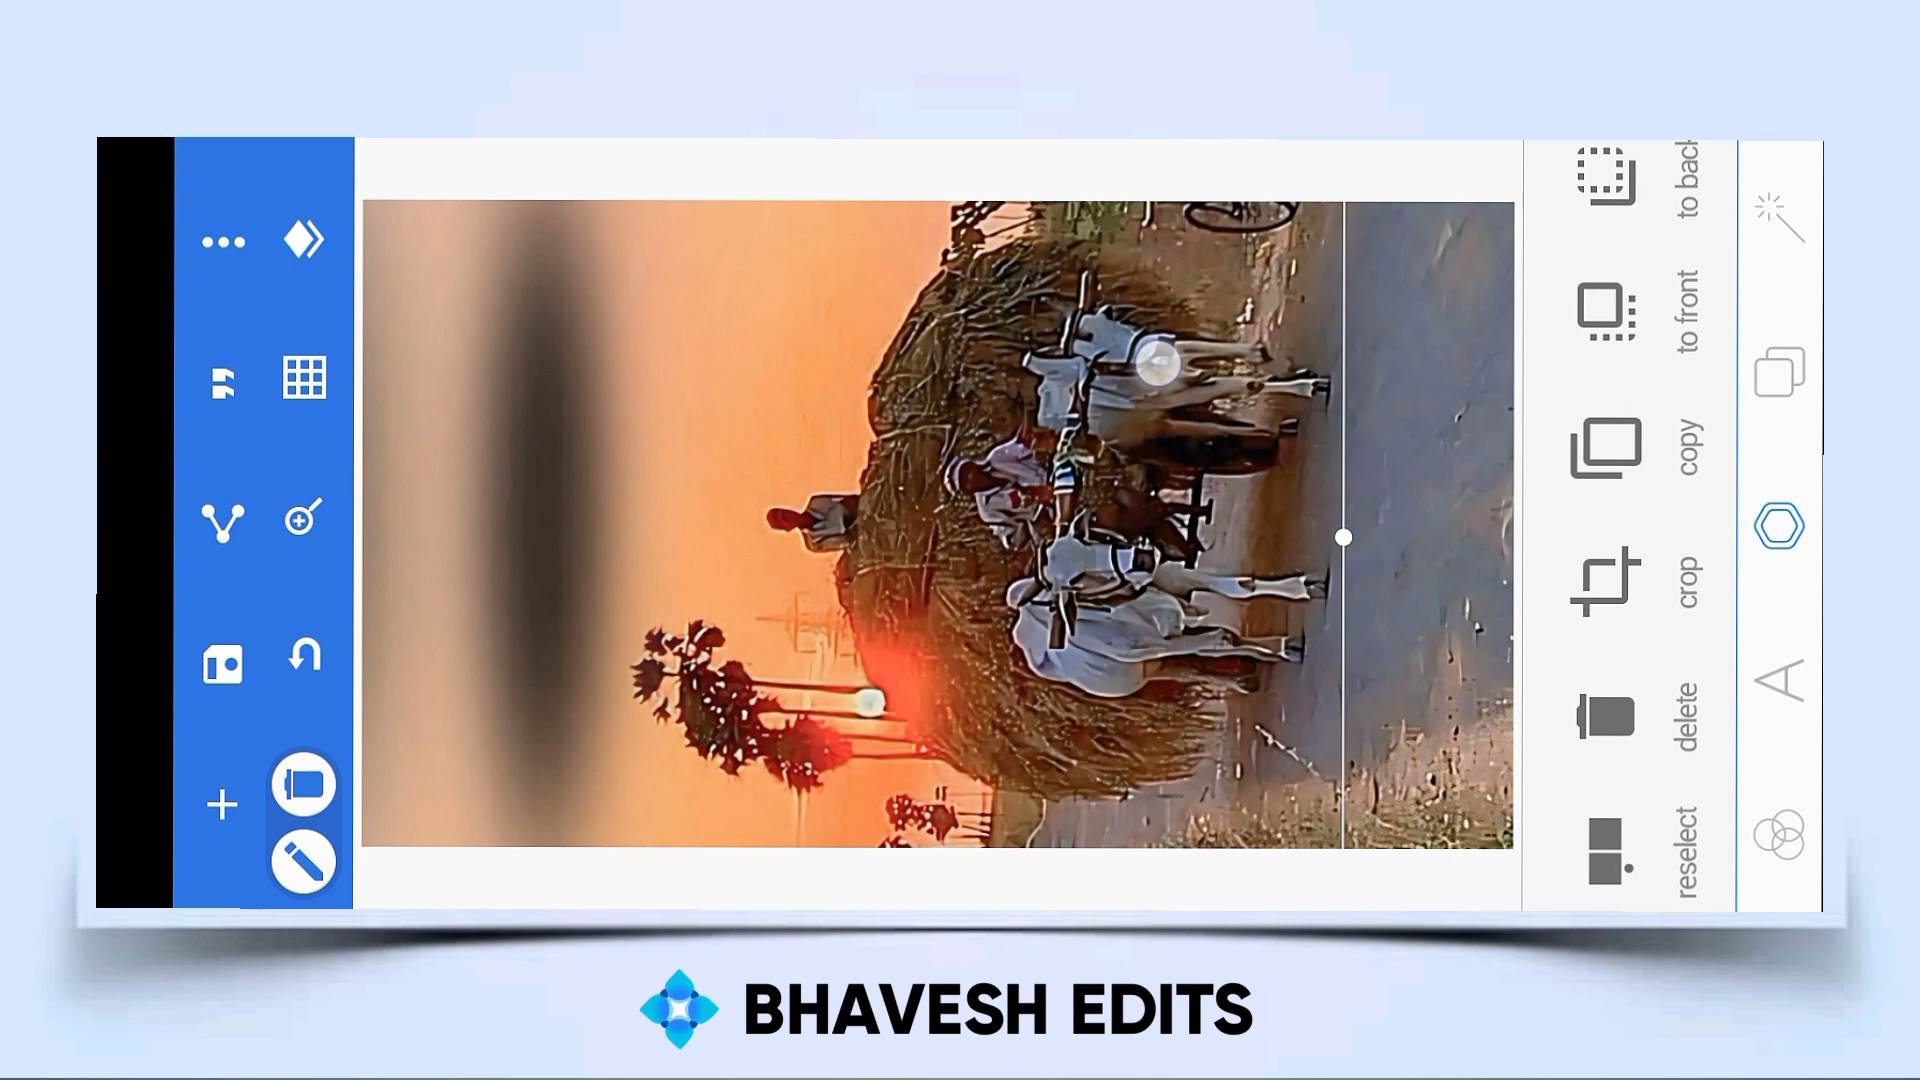 to back
to front
copy
crop
delete
reselect
A
BHAVESH EDITS